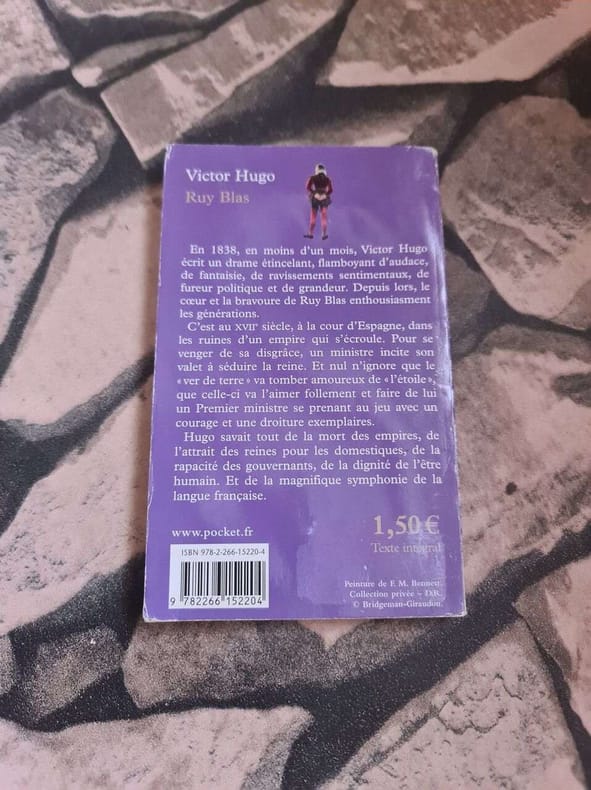 Victor Hugo
Ruy Blas
En 1838, en moins d'un mois, Victor Hugo
écrit un drame étincelant, flamboyant d'audace,
de fantaisie, de ravissements sentimentaux, de
fureur politique et de grandeur. Depuis lors, le
cœur et la bravoure de Ruy Blas enthousiasment
les générations.
C'est au XVIIe siècle, à la cour d'Espagne, dans
les ruines d'un empire qui s'écroule. Pour se
venger de sa disgrâce, un ministre incite son
valet à séduire la reine. Et nul n'ignore que le
« ver de terre » va tomber amoureux de « l'étoile »,
que celle-ci va l'aimer follement et faire de lui
un Premier ministre se prenant au jeu avec un
courage et une droiture exemplaires.
Hugo savait tout de la mort des empires, de
l'attrait des reines pour les domestiques, de la
rapacité des gouvernants, de la dignité de l'être
humain. Et de la magnifique symphonie de la
langue française.
www.pocket.fr
1,50 €
Texte intégral
ISBN 978-2-266-15220-4
9 782266 152204
Peinture de F. M. Bennett.
Collection privée – D.R.
© Bridgeman-Giraudon.